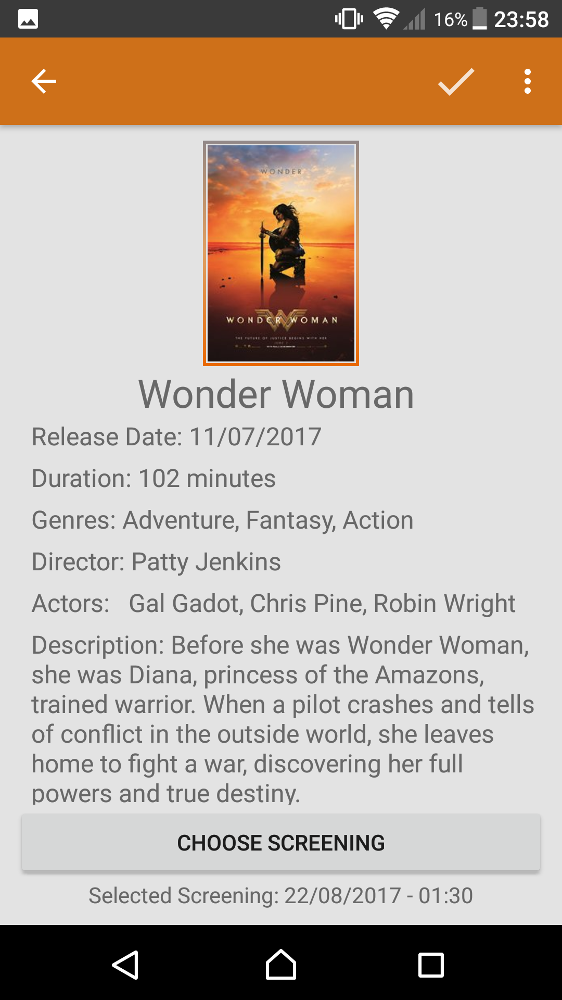 16% 23:58
WONDER
WONDER WOMAN
THE FUTURE OF JUSTICE BEGINS WITH HER
Wonder Woman
Release Date: 11/07/2017
Duration: 102 minutes
Genres: Adventure, Fantasy, Action
Director: Patty Jenkins
Actors: Gal Gadot, Chris Pine, Robin Wright
Description: Before she was Wonder Woman,
she was Diana, princess of the Amazons,
trained warrior. When a pilot crashes and tells
of conflict in the outside world, she leaves
home to fight a war, discovering her full
powers and true destiny.
CHOOSE SCREENING
Selected Screening: 22/08/2017 - 01:30